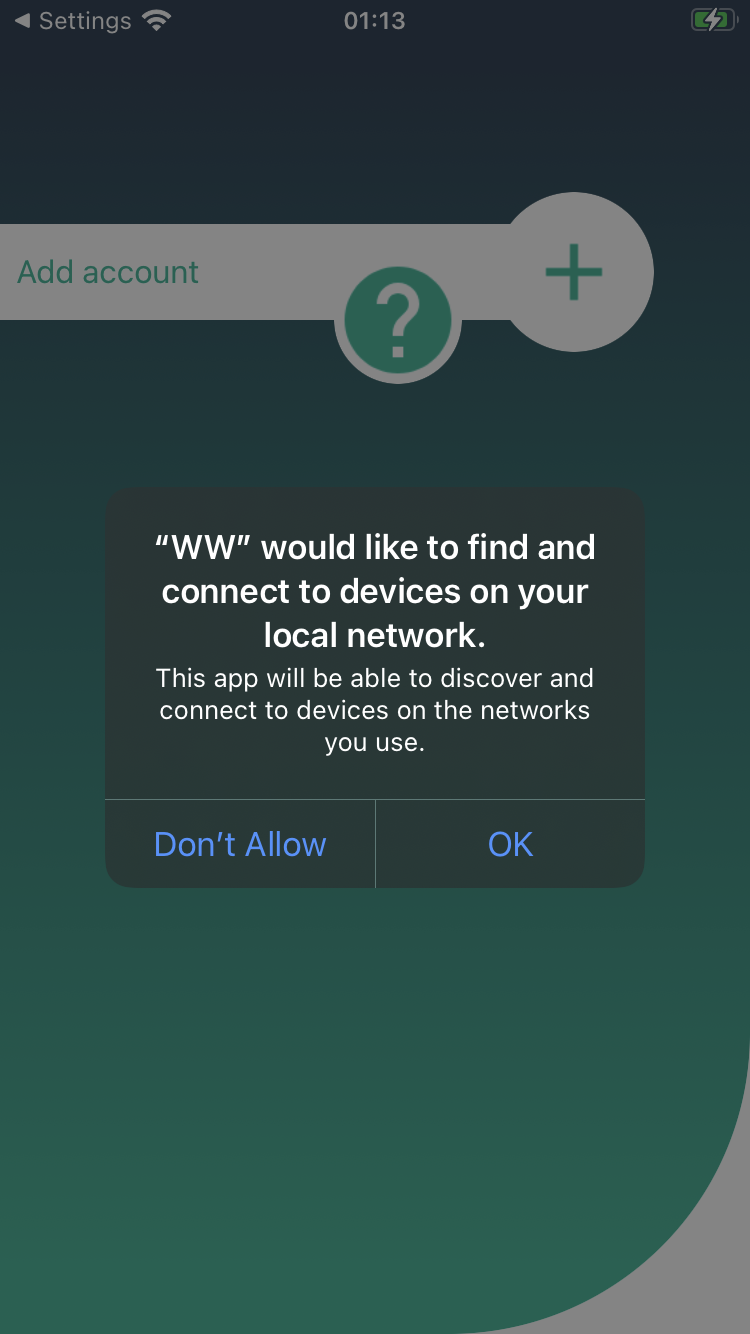 Settings
01:13
Add account
?
“WW” would like to find and
connect to devices on your
local network.
This app will be able to discover and
connect to devices on the networks
you use.
Don’t Allow
OK